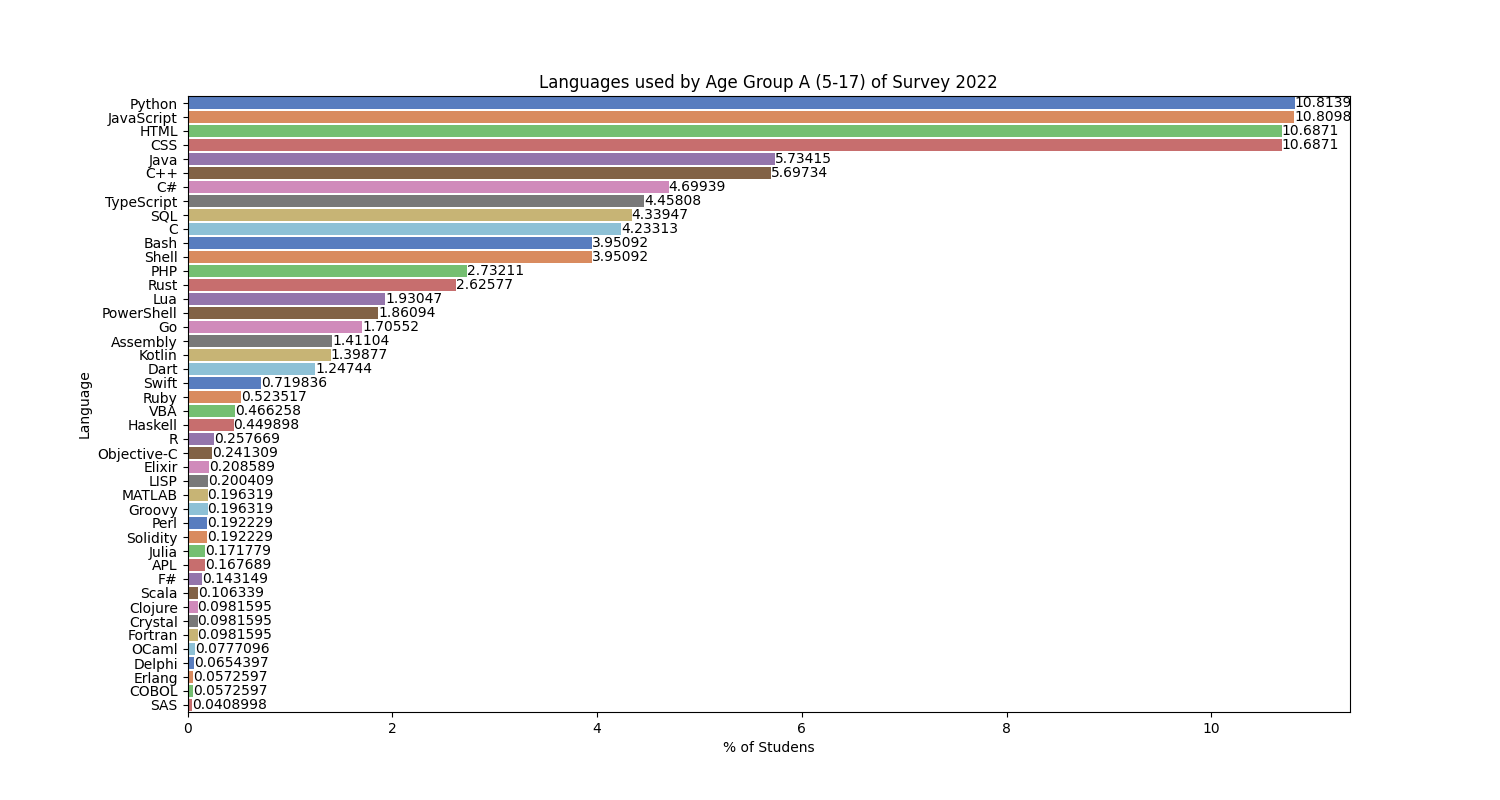 Languages used by Age Group A (5-17) of Survey 2022
Python 10.8139
JavaScript 10.8098
HTML 10.6871
CSS 10.6871
Java 5.73415
C++ 5.69734
C# 4.69939
TypeScript 4.45808
SQL 4.33947
C 4.23313
Bash 3.95092
Shell 3.95092
PHP 2.73211
Rust 2.62577
Lua 1.93047
PowerShell 1.86094
Go 1.70552
Assembly 1.41104
Kotlin 1.39877
Dart 1.24744
Swift 0.719836
Ruby 0.523517
VBA 0.466258
Haskell 0.449898
R 0.257669
Objective-C 0.241309
Elixir 0.208589
LISP 0.200409
MATLAB 0.196319
Groovy 0.196319
Perl 0.192229
Solidity 0.192229
Julia 0.171779
APL 0.167689
F# 0.143149
Scala 0.106339
Clojure 0.0981595
Crystal 0.0981595
Fortran 0.0981595
OCaml 0.0777096
Delphi 0.0654397
Erlang 0.0572597
COBOL 0.0572597
SAS 0.0408998
Language
0 2 4 6 8 10
% of Studens